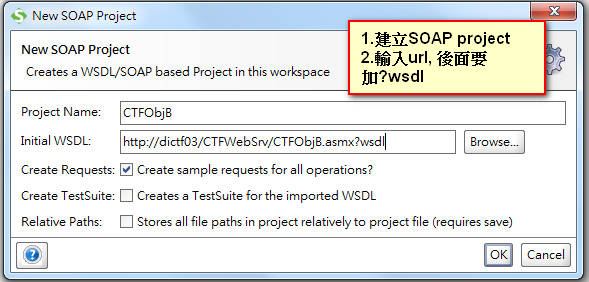 New SOAP Project
New SOAP Project
Creates a WSDL/SOAP based Project in this workspace
1.建立SOAP project
2.輸入url, 後面要
加?wsdl
Project Name: CTFObjB
Initial WSDL: http://dictf03/CTFWebSrv/CTFObjB.asmx?wsdl Browse...
Create Requests: Create sample requests for all operations?
Create TestSuite: Creates a TestSuite for the imported WSDL
Relative Paths: Stores all file paths in project relatively to project file (requires save)
OK Cancel